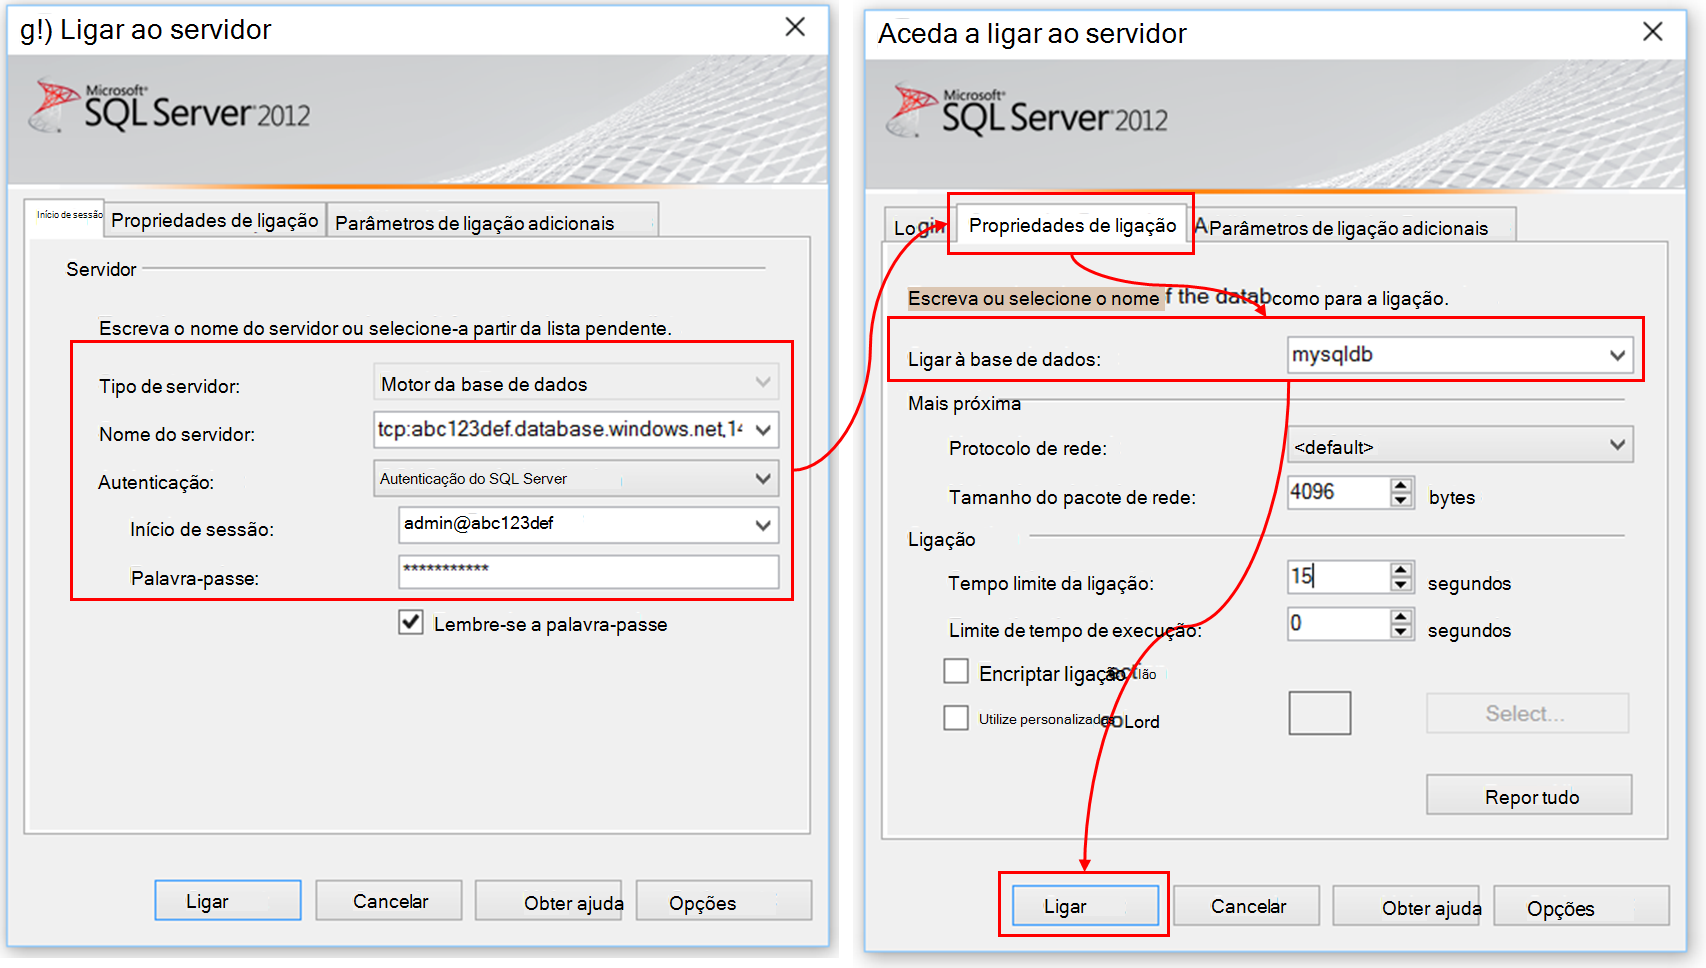 g!) Ligar ao servidor
Microsoft®
SQL Server 2012
Início de sessão
Propriedades de ligação
Parâmetros de ligação adicionais
Servidor
Escreva o nome do servidor ou selecione-a partir da lista pendente.
Tipo de servidor:
Motor da base de dados
Nome do servidor:
tcp:abc123def.database.windows.net,14
Autenticação:
Autenticação do SQL Server
Início de sessão:
admin@abc123def
Palavra-passe:
***********
Lembre-se a palavra-passe
Ligar
Cancelar
Obter ajuda
Opções
Aceda a ligar ao servidor
Microsoft®
SQL Server 2012
Login
Propriedades de ligação
A Parâmetros de ligação adicionais
Escreva ou selecione o nome f the datab como para a ligação.
Ligar à base de dados:
mysqldb
Mais próxima
Protocolo de rede:
<default>
Tamanho do pacote de rede:
4096
bytes
Ligação
Tempo limite da ligação:
15
segundos
Limite de tempo de execução:
0
segundos
Encriptar ligação
lão
Utilize personalizado
Lord
Select...
Repor tudo
Ligar
Cancelar
Obter ajuda
Opções